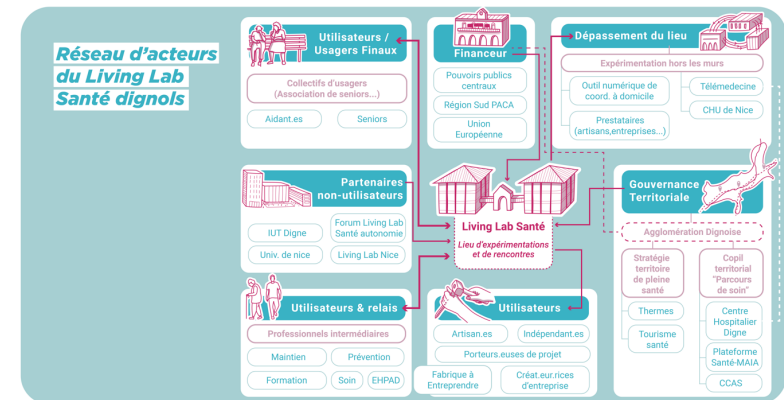 Réseau d'acteurs
du Living Lab
Santé dignols
Utilisateurs /
Usagers Finaux
Collectifs d'usagers
(Association de seniors...)
Aidant.es
Seniors
Financeur
Pouvoirs publics
centraux
Région Sud PACA
Union
Européenne
Dépassement du lieu
Expérimentation hors les murs
Outil numérique de
coord. à domicile
Télémedecine
CHU de Nice
Prestataires
(artisans,entreprises...)
Partenaires
non-utilisateurs
IUT Digne
Forum Living Lab
Santé autonomie
Univ. de nice
Living Lab Nice
Living Lab Santé
Lieu d'expérimentations
et de rencontres
Gouvernance
Territoriale
Agglomération Dignoise
Stratégie
territoire
de pleine
santé
Thermes
Tourisme
santé
Copil
territorial
"Parcours
de soin"
Centre
Hospitalier
Digne
Plateforme
Santé-MAIA
CCAS
Utilisateurs & relais
Professionnels intermédiaires
Maintien
Prévention
Formation
Soin
EHPAD
Utilisateurs
Artisan.es
Indépendant.es
Porteurs.euses de projet
Fabrique à
Entreprendre
Créat.eur.rices
d'entreprise